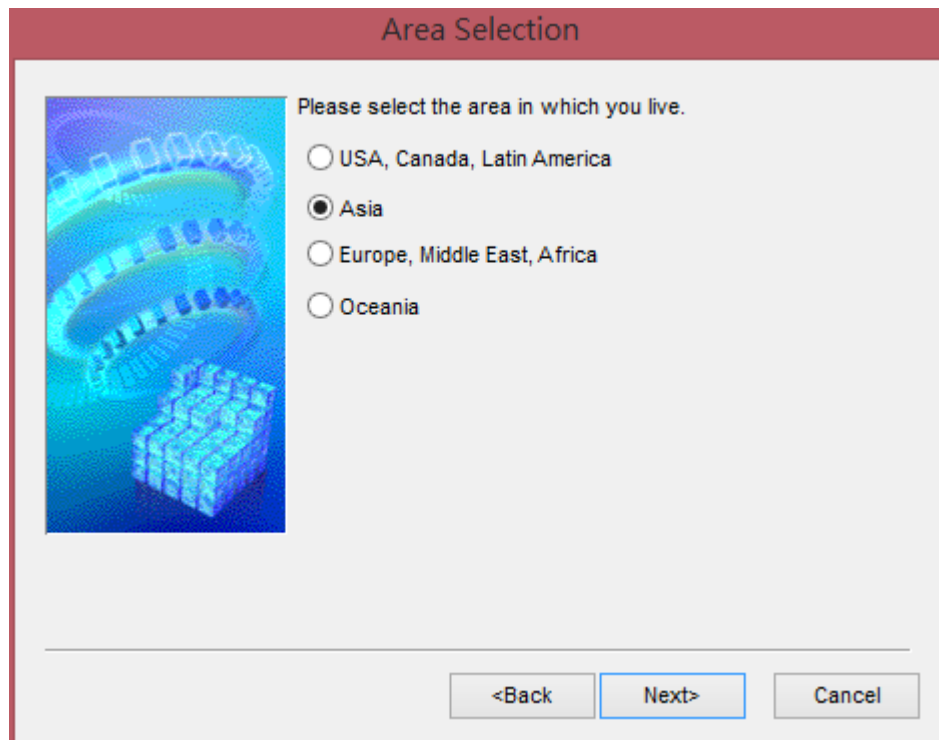 Area Selection
Please select the area in which you live.
USA, Canada, Latin America
Asia
Europe, Middle East, Africa
Oceania
<Back
Next>
Cancel